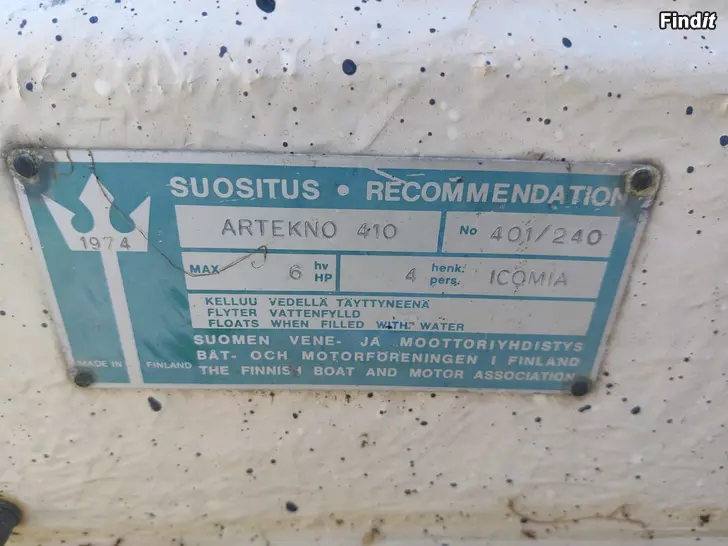 Findit
SUOSITUS • RECOMMENDATION
1974
ARTEKNO 410
No 401/240
MAX 6 hv HP
4 henk. pers. ICOMIA
KELLUU VEDELLÄ TÄYTTYNEENÄ
FLYTER VATTENFYLLD
FLOATS WHEN FILLED WITH WATER
SUOMEN VENE- JA MOOTTORIYHDISTYS
BÅT- OCH MOTORFÖRENINGEN I FINLAND
THE FINNISH BOAT AND MOTOR ASSOCIATION
MADE IN FINLAND